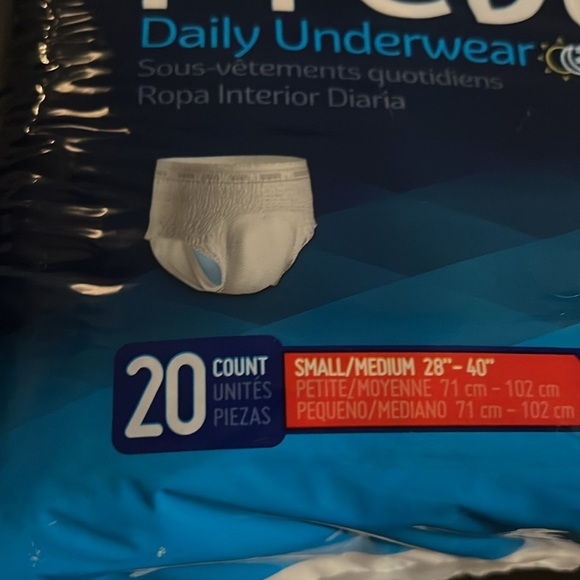 Daily Underwear
Sous-vêtements quotidiens
Ropa Interior Diaria
20 COUNT
UNITÉS
PIEZAS
SMALL/MEDIUM 28"- 40"
PETITE/MOYENNE 71 cm - 102 cm
PEQUENO/MEDIANO 71 cm - 102 cm